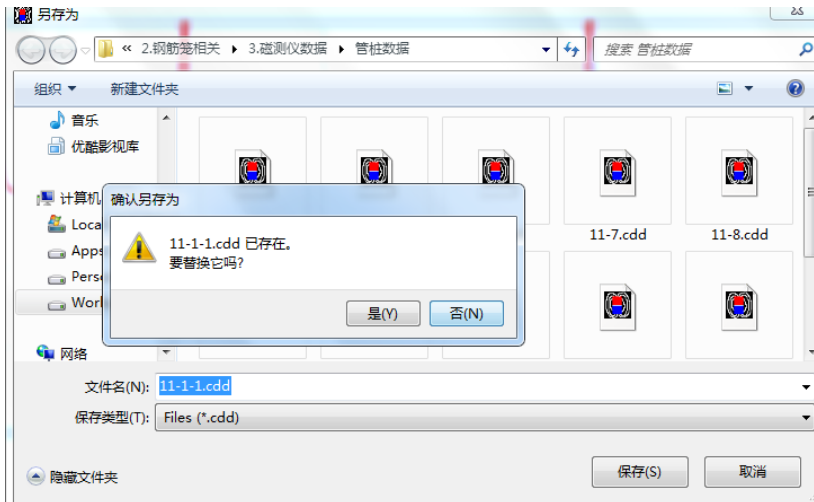 另存为
« 2.钢筋笼相关 ▸ 3.磁测仪数据 ▸ 管桩数据
搜索 管桩数据
组织
新建文件夹
音乐
优酷影视库
计算机
Loca
Apps
Pers
Worl
网络
11-7.cdd
11-8.cdd
确认另存为
11-1-1.cdd 已存在。
要替换它吗?
是(Y)
否(N)
文件名(N): 11-1-1.cdd
保存类型(T): Files (*.cdd)
隐藏文件夹
保存(S)
取消